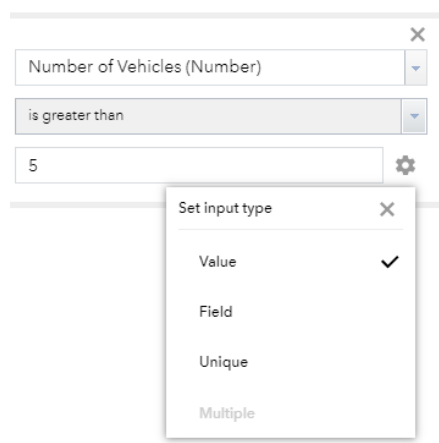 Number of Vehicles (Number)
is greater than
5
Set input type
Value
Field
Unique
Multiple